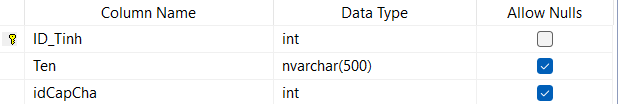 Column Name Data Type Allow Nulls
ID_Tinh int
Ten nvarchar(500)
idCapCha int